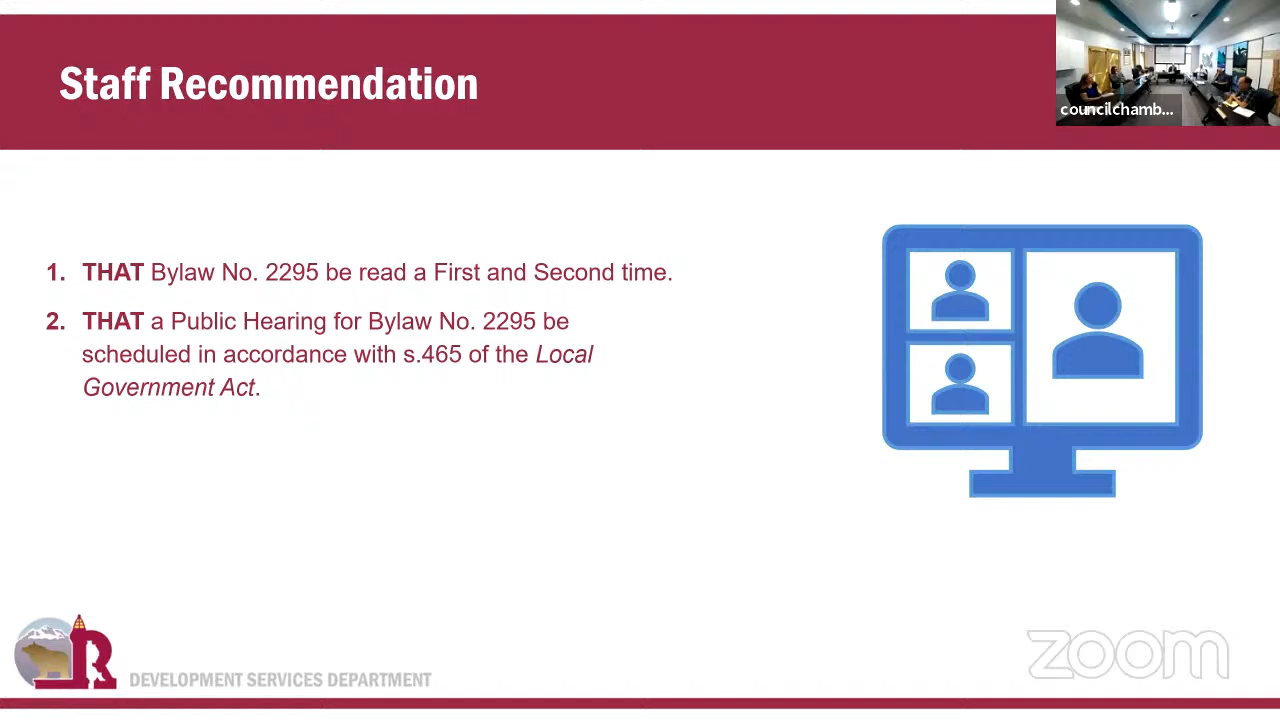 Staff Recommendation
councilchamb...
1. THAT Bylaw No. 2295 be read a First and Second time.
2. THAT a Public Hearing for Bylaw No. 2295 be
scheduled in accordance with s.465 of the Local
Government Act.
R
DEVELOPMENT SERVICES DEPARTMENT
zoom